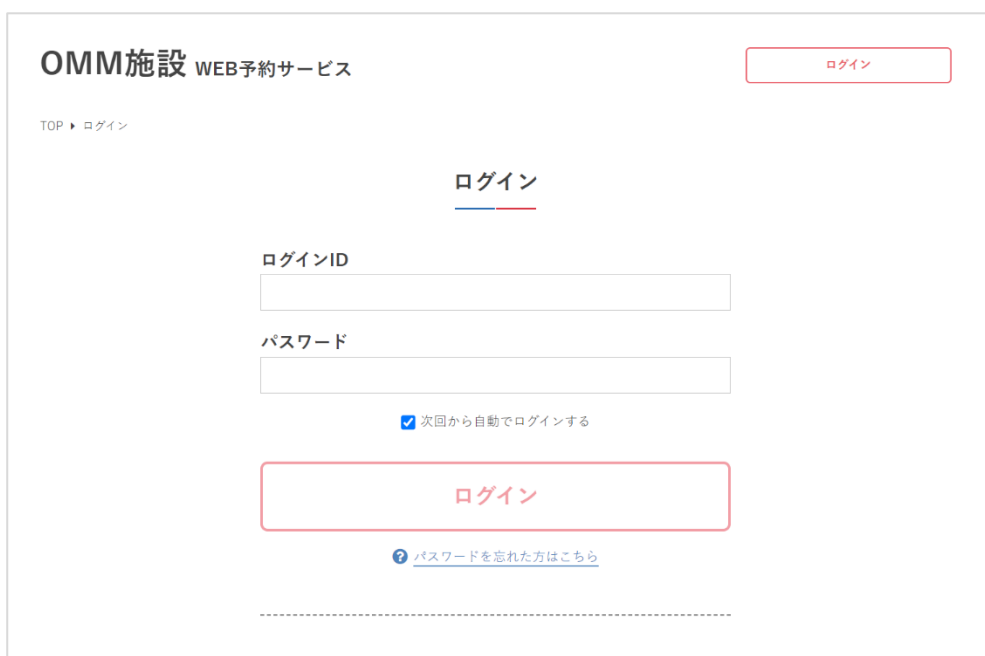 OMM施設 WEB予約サービス
ログイン
TOP ログイン
ログイン
ログインID
パスワード
次回から自動でログインする
ログイン
パスワードを忘れた方はこちら